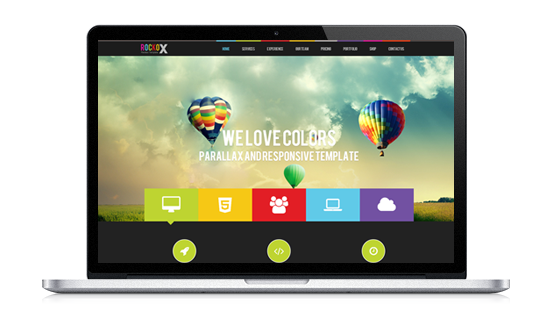 ROCKOX
HOME SERVICES EXPERIENCE OUR TEAM PRICING PORTFOLIO SHOP CONTACT US
WE LOVE COLORS
PARALLAX AND RESPONSIVE TEMPLATE